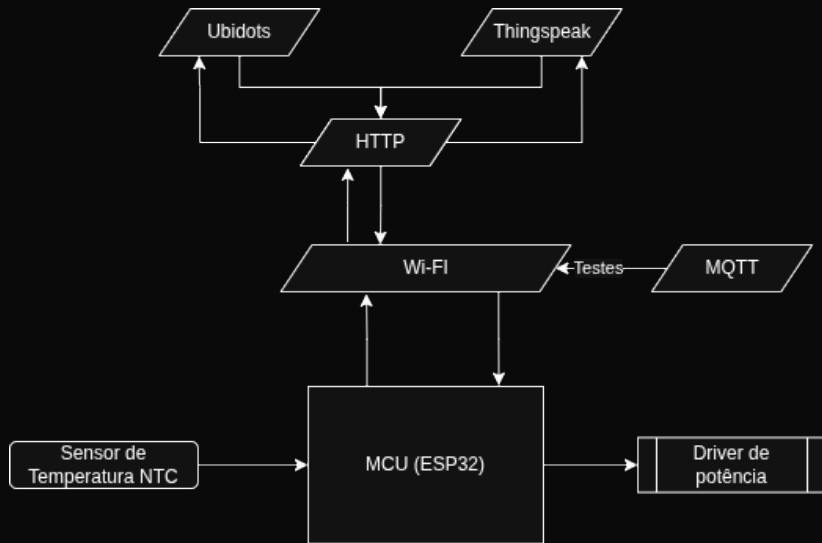 Ubidots
Thingspeak
HTTP
Wi-FI
Testes
MQTT
Sensor de
Temperatura NTC
MCU (ESP32)
Driver de
potência